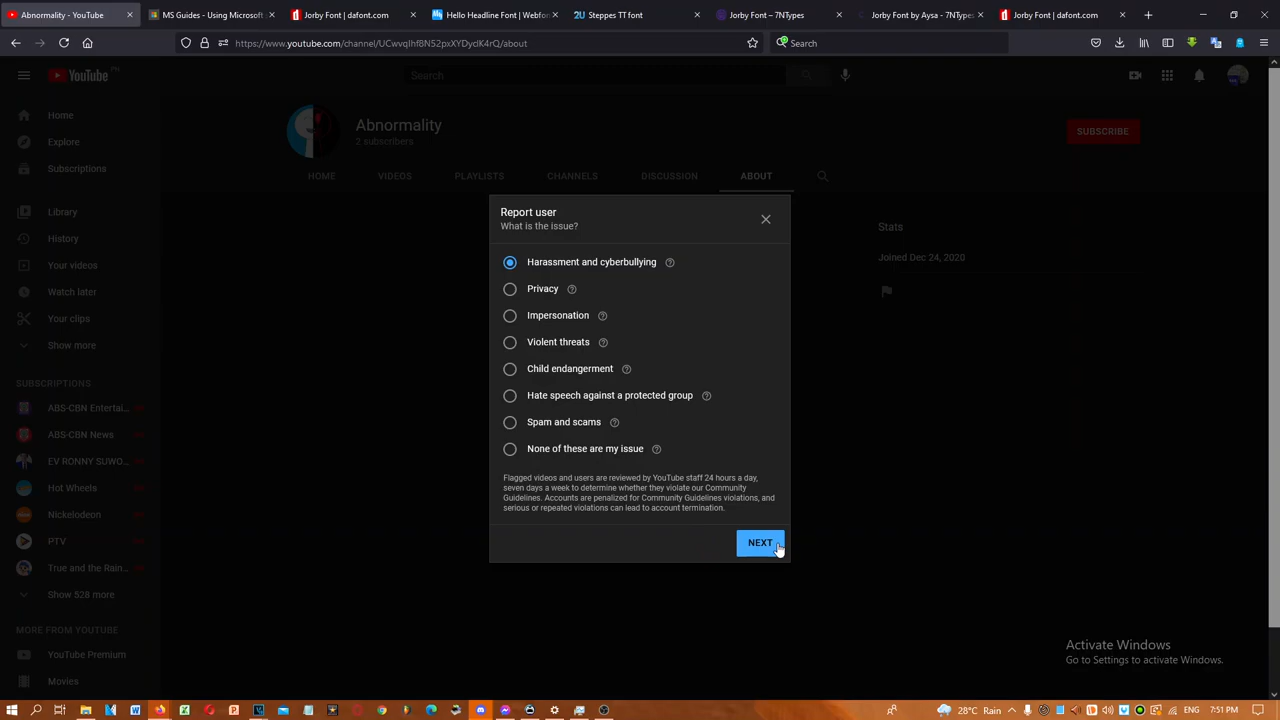 Abnormality - YouTube
MS Guides - Using Microsoft
Jorby Font | dafont.com
Hello Headline Font | Webfon
Steppes TT font
Jorby Font – 7NTypes
Jorby Font by Aysa - 7NTypes
Jorby Font | dafont.com
https://www.youtube.com/channel/UCwvqIhf8N52pxXYDydK4rQ/about
Search
YouTube PH
Search
Home
Explore
Subscriptions
Library
History
Your videos
Watch later
Your clips
Show more
SUBSCRIPTIONS
ABS-CBN Entertai...
ABS-CBN News
EV RONNY SUWO...
Hot Wheels
Nickelodeon
PTV
True and the Rain...
Show 528 more
MORE FROM YOUTUBE
YouTube Premium
Movies
Abnormality
2 subscribers
SUBSCRIBE
HOME
VIDEOS
PLAYLISTS
CHANNELS
DISCUSSION
ABOUT
Stats
Joined Dec 24, 2020
Report user
What is the issue?
Harassment and cyberbullying
Privacy
Impersonation
Violent threats
Child endangerment
Hate speech against a protected group
Spam and scams
None of these are my issue
Flagged videos and users are reviewed by YouTube staff 24 hours a day,
seven days a week to determine whether they violate our Community
Guidelines. Accounts are penalized for Community Guidelines violations, and
serious or repeated violations can lead to account termination.
NEXT
Activate Windows
Go to Settings to activate Windows.
28°C Rain
ENG
7:51 PM